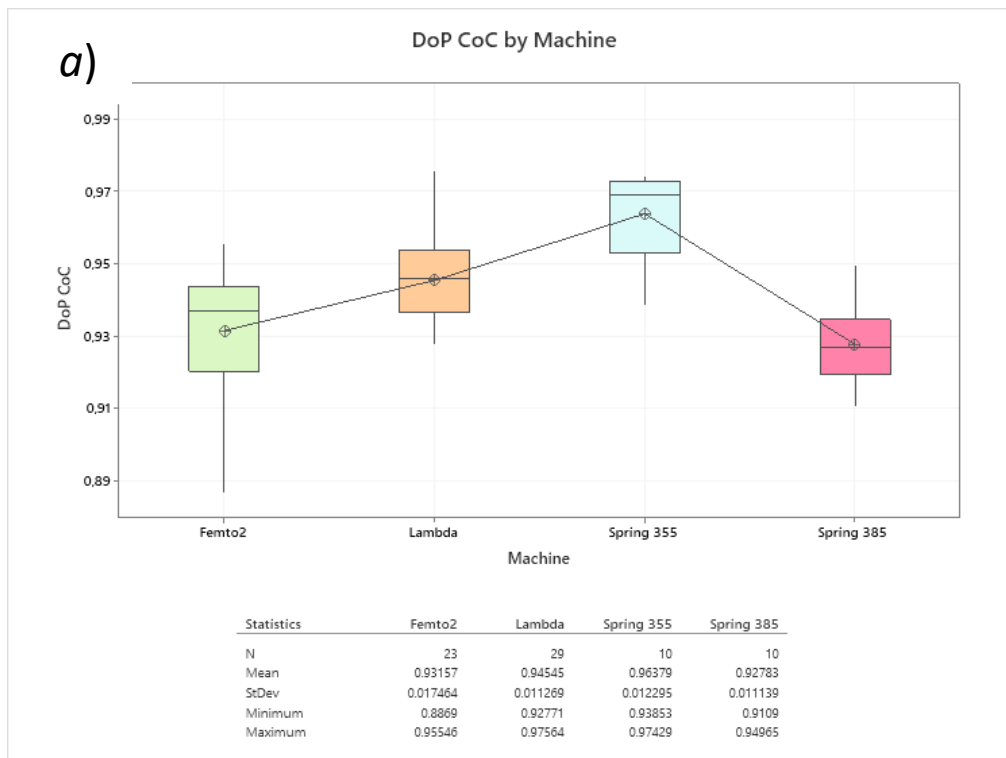 DoP CoC by Machine
a)
0,99
0,97
0,95
0,93
0,91
0,89
DoP CoC
Femto2 Lambda Spring 355 Spring 385
Machine
Statistics Femto2 Lambda Spring 355 Spring 385
N 23 29 10 10
Mean 0.93157 0.94545 0.96379 0.92783
StDev 0.017464 0.011269 0.012295 0.011139
Minimum 0.8869 0.92771 0.93853 0.9109
Maximum 0.95546 0.97564 0.97429 0.94965